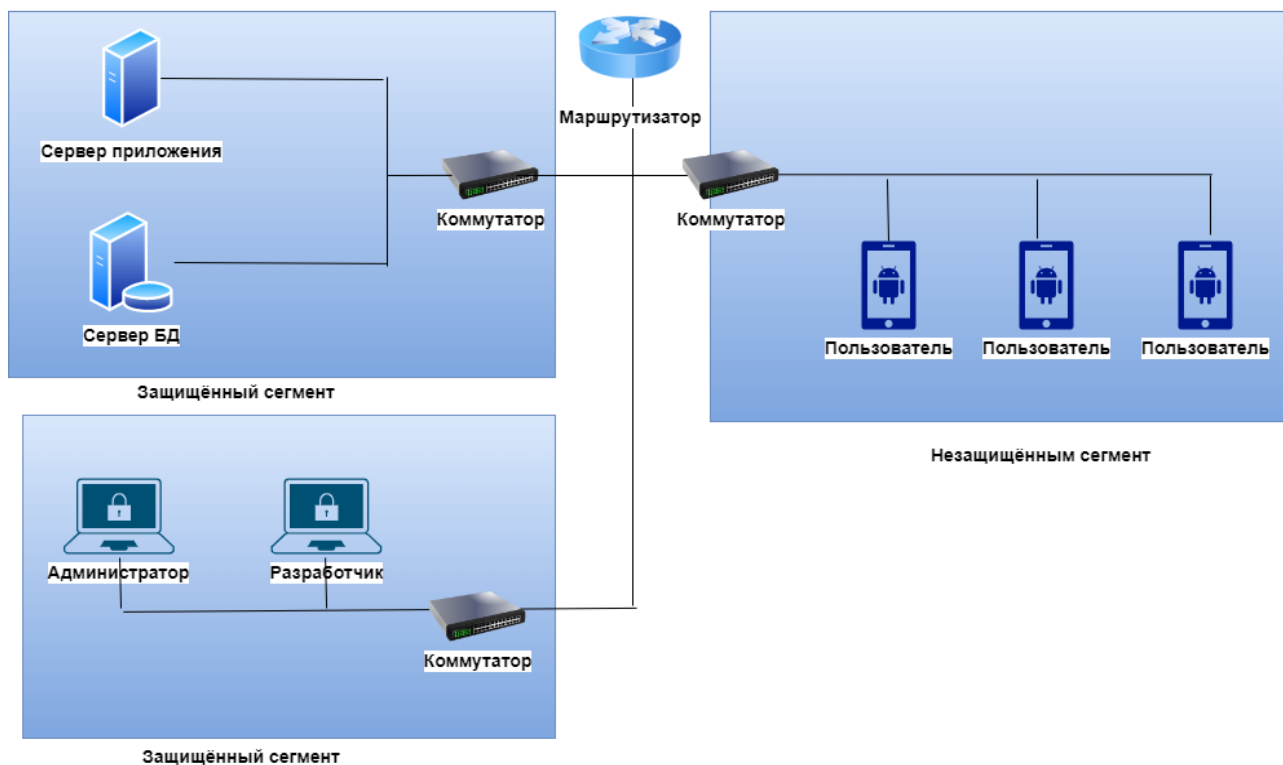 Маршрутизатор
Сервер приложения
Коммутатор
Коммутатор
Сервер БД
Пользователь
Пользователь
Пользователь
Защищённый сегмент
Незащищённым сегмент
Администратор
Разработчик
Коммутатор
Защищённый сегмент